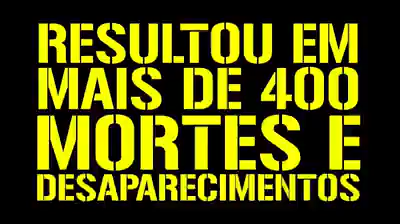 RESULTOU EM
MAIS DE 400
MORTES E
DESAPARECIMENTOS